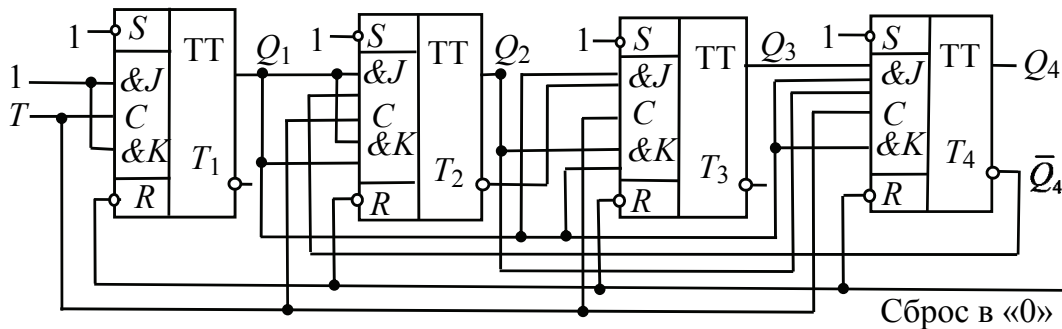 1 S TT Q₁
1 &J
T C
&K T₁
R
1 S TT Q₂
&J
C
&K T₂
R
1 S TT Q₃
&J
C
&K T₃
R
1 S TT Q₄
&J
C
&K T₄ Q̅₄
R
Сброс в «0»